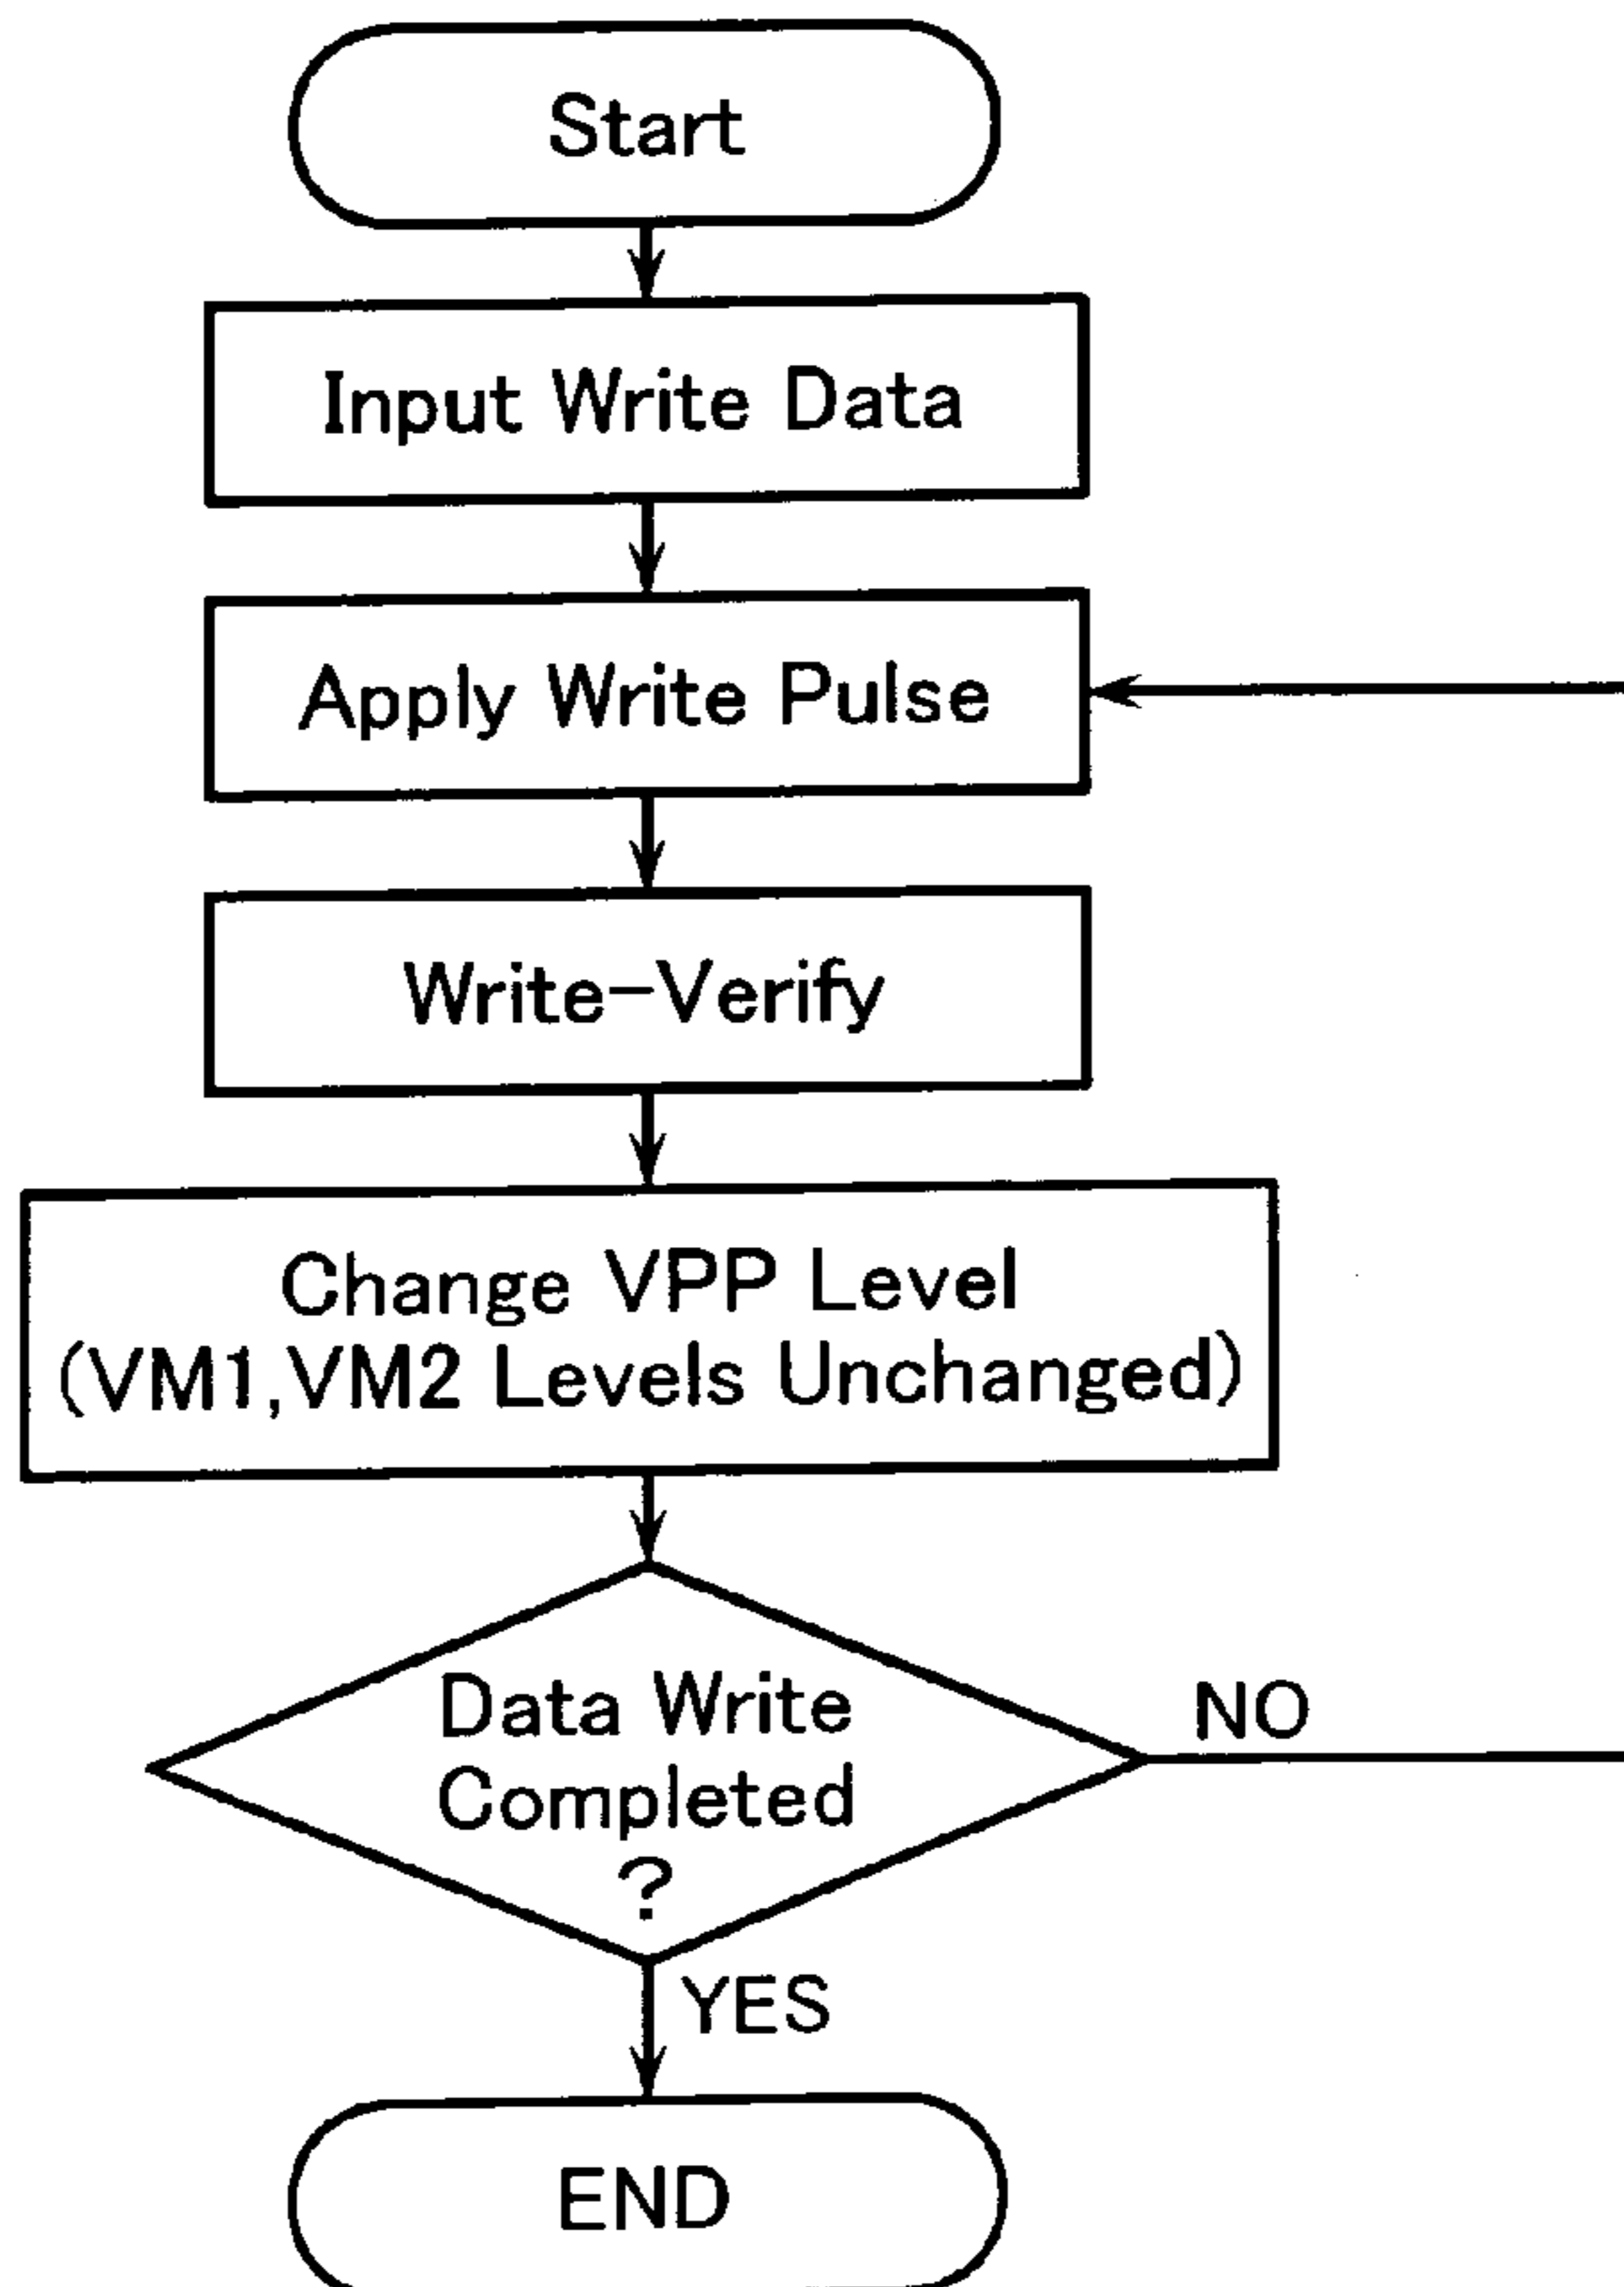 Start
Input Write Data
Apply Write Pulse
Write-Verify
Change VPP Level
(VM1,VM2 Levels Unchanged)
Data Write
Completed
?
NO
YES
END